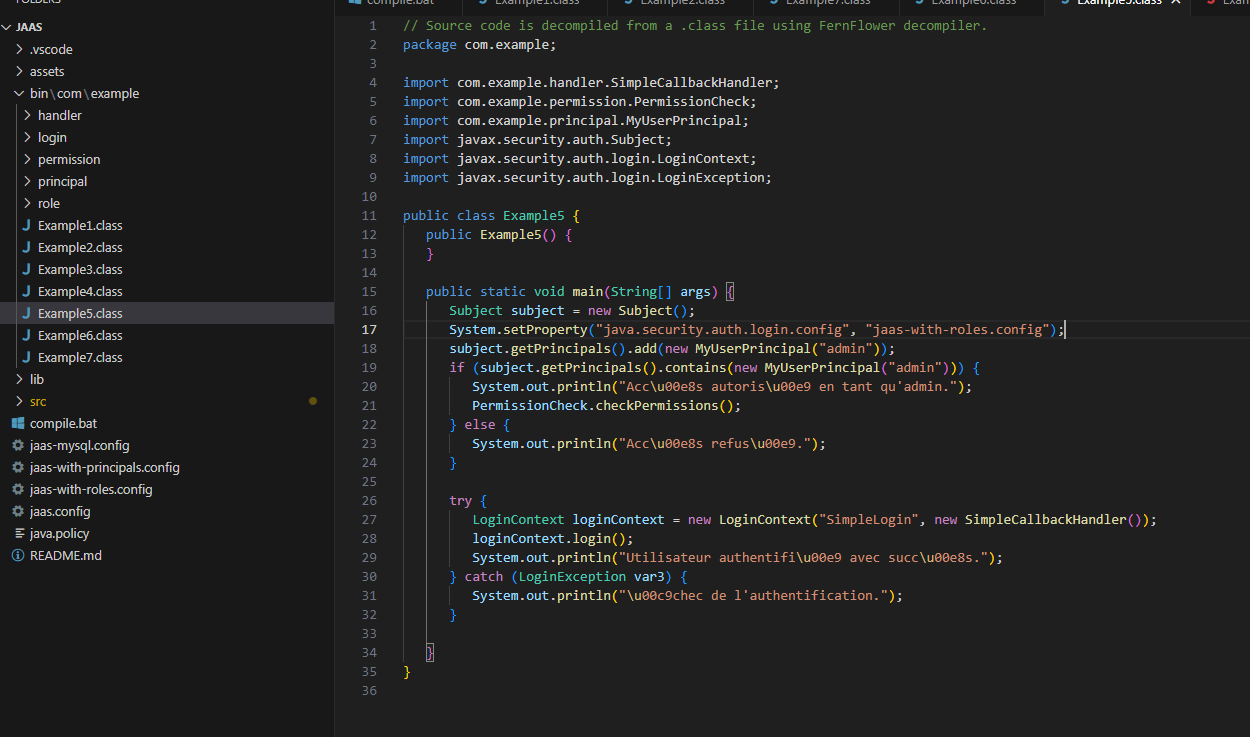 FOLDERS
JAAS
.vscode
assets
bin\com\example
handler
login
permission
principal
role
Example1.class
Example2.class
Example3.class
Example4.class
Example5.class
Example6.class
Example7.class
lib
src
compile.bat
jaas-mysql.config
jaas-with-principals.config
jaas-with-roles.config
jaas.config
java.policy
README.md
compile.bat Example1.class Example2.class Example7.class Example6.class Example5.class
1 // Source code is decompiled from a .class file using FernFlower decompiler.
2 package com.example;
3
4 import com.example.handler.SimpleCallbackHandler;
5 import com.example.permission.PermissionCheck;
6 import com.example.principal.MyUserPrincipal;
7 import javax.security.auth.Subject;
8 import javax.security.auth.login.LoginContext;
9 import javax.security.auth.login.LoginException;
10
11 public class Example5 {
12 public Example5() {
13 }
14
15 public static void main(String[] args) {
16 Subject subject = new Subject();
17 System.setProperty("java.security.auth.login.config", "jaas-with-roles.config");
18 subject.getPrincipals().add(new MyUserPrincipal("admin"));
19 if (subject.getPrincipals().contains(new MyUserPrincipal("admin"))) {
20 System.out.println("Acc\u00e8s autoris\u00e9 en tant qu'admin.");
21 PermissionCheck.checkPermissions();
22 } else {
23 System.out.println("Acc\u00e8s refus\u00e9.");
24 }
25
26 try {
27 LoginContext loginContext = new LoginContext("SimpleLogin", new SimpleCallbackHandler());
28 loginContext.login();
29 System.out.println("Utilisateur authentifi\u00e9 avec succ\u00e8s.");
30 } catch (LoginException var3) {
31 System.out.println("\u00c9chec de l'authentification.");
32 }
33
34 }
35 }
36